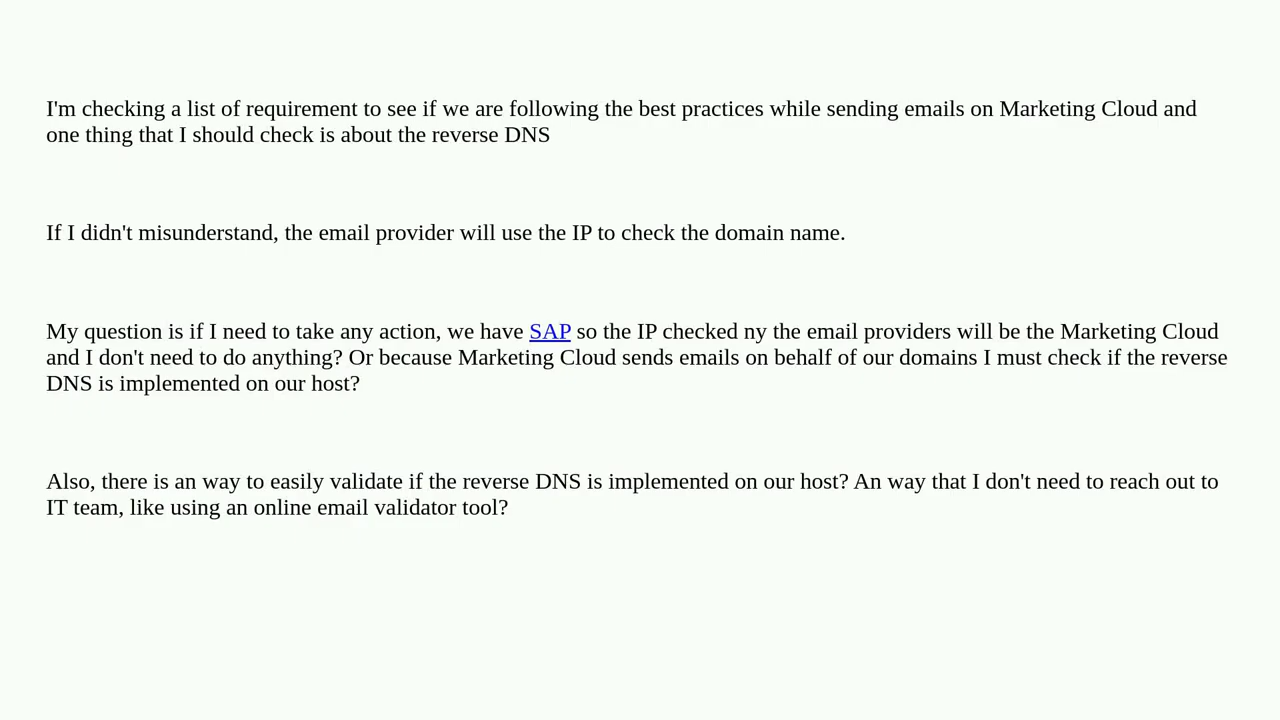 I'm checking a list of requirement to see if we are following the best practices while sending emails on Marketing Cloud and
one thing that I should check is about the reverse DNS
If I didn't misunderstand, the email provider will use the IP to check the domain name.
My question is if I need to take any action, we have SAP so the IP checked ny the email providers will be the Marketing Cloud
and I don't need to do anything? Or because Marketing Cloud sends emails on behalf of our domains I must check if the reverse
DNS is implemented on our host?
Also, there is an way to easily validate if the reverse DNS is implemented on our host? An way that I don't need to reach out to
IT team, like using an online email validator tool?